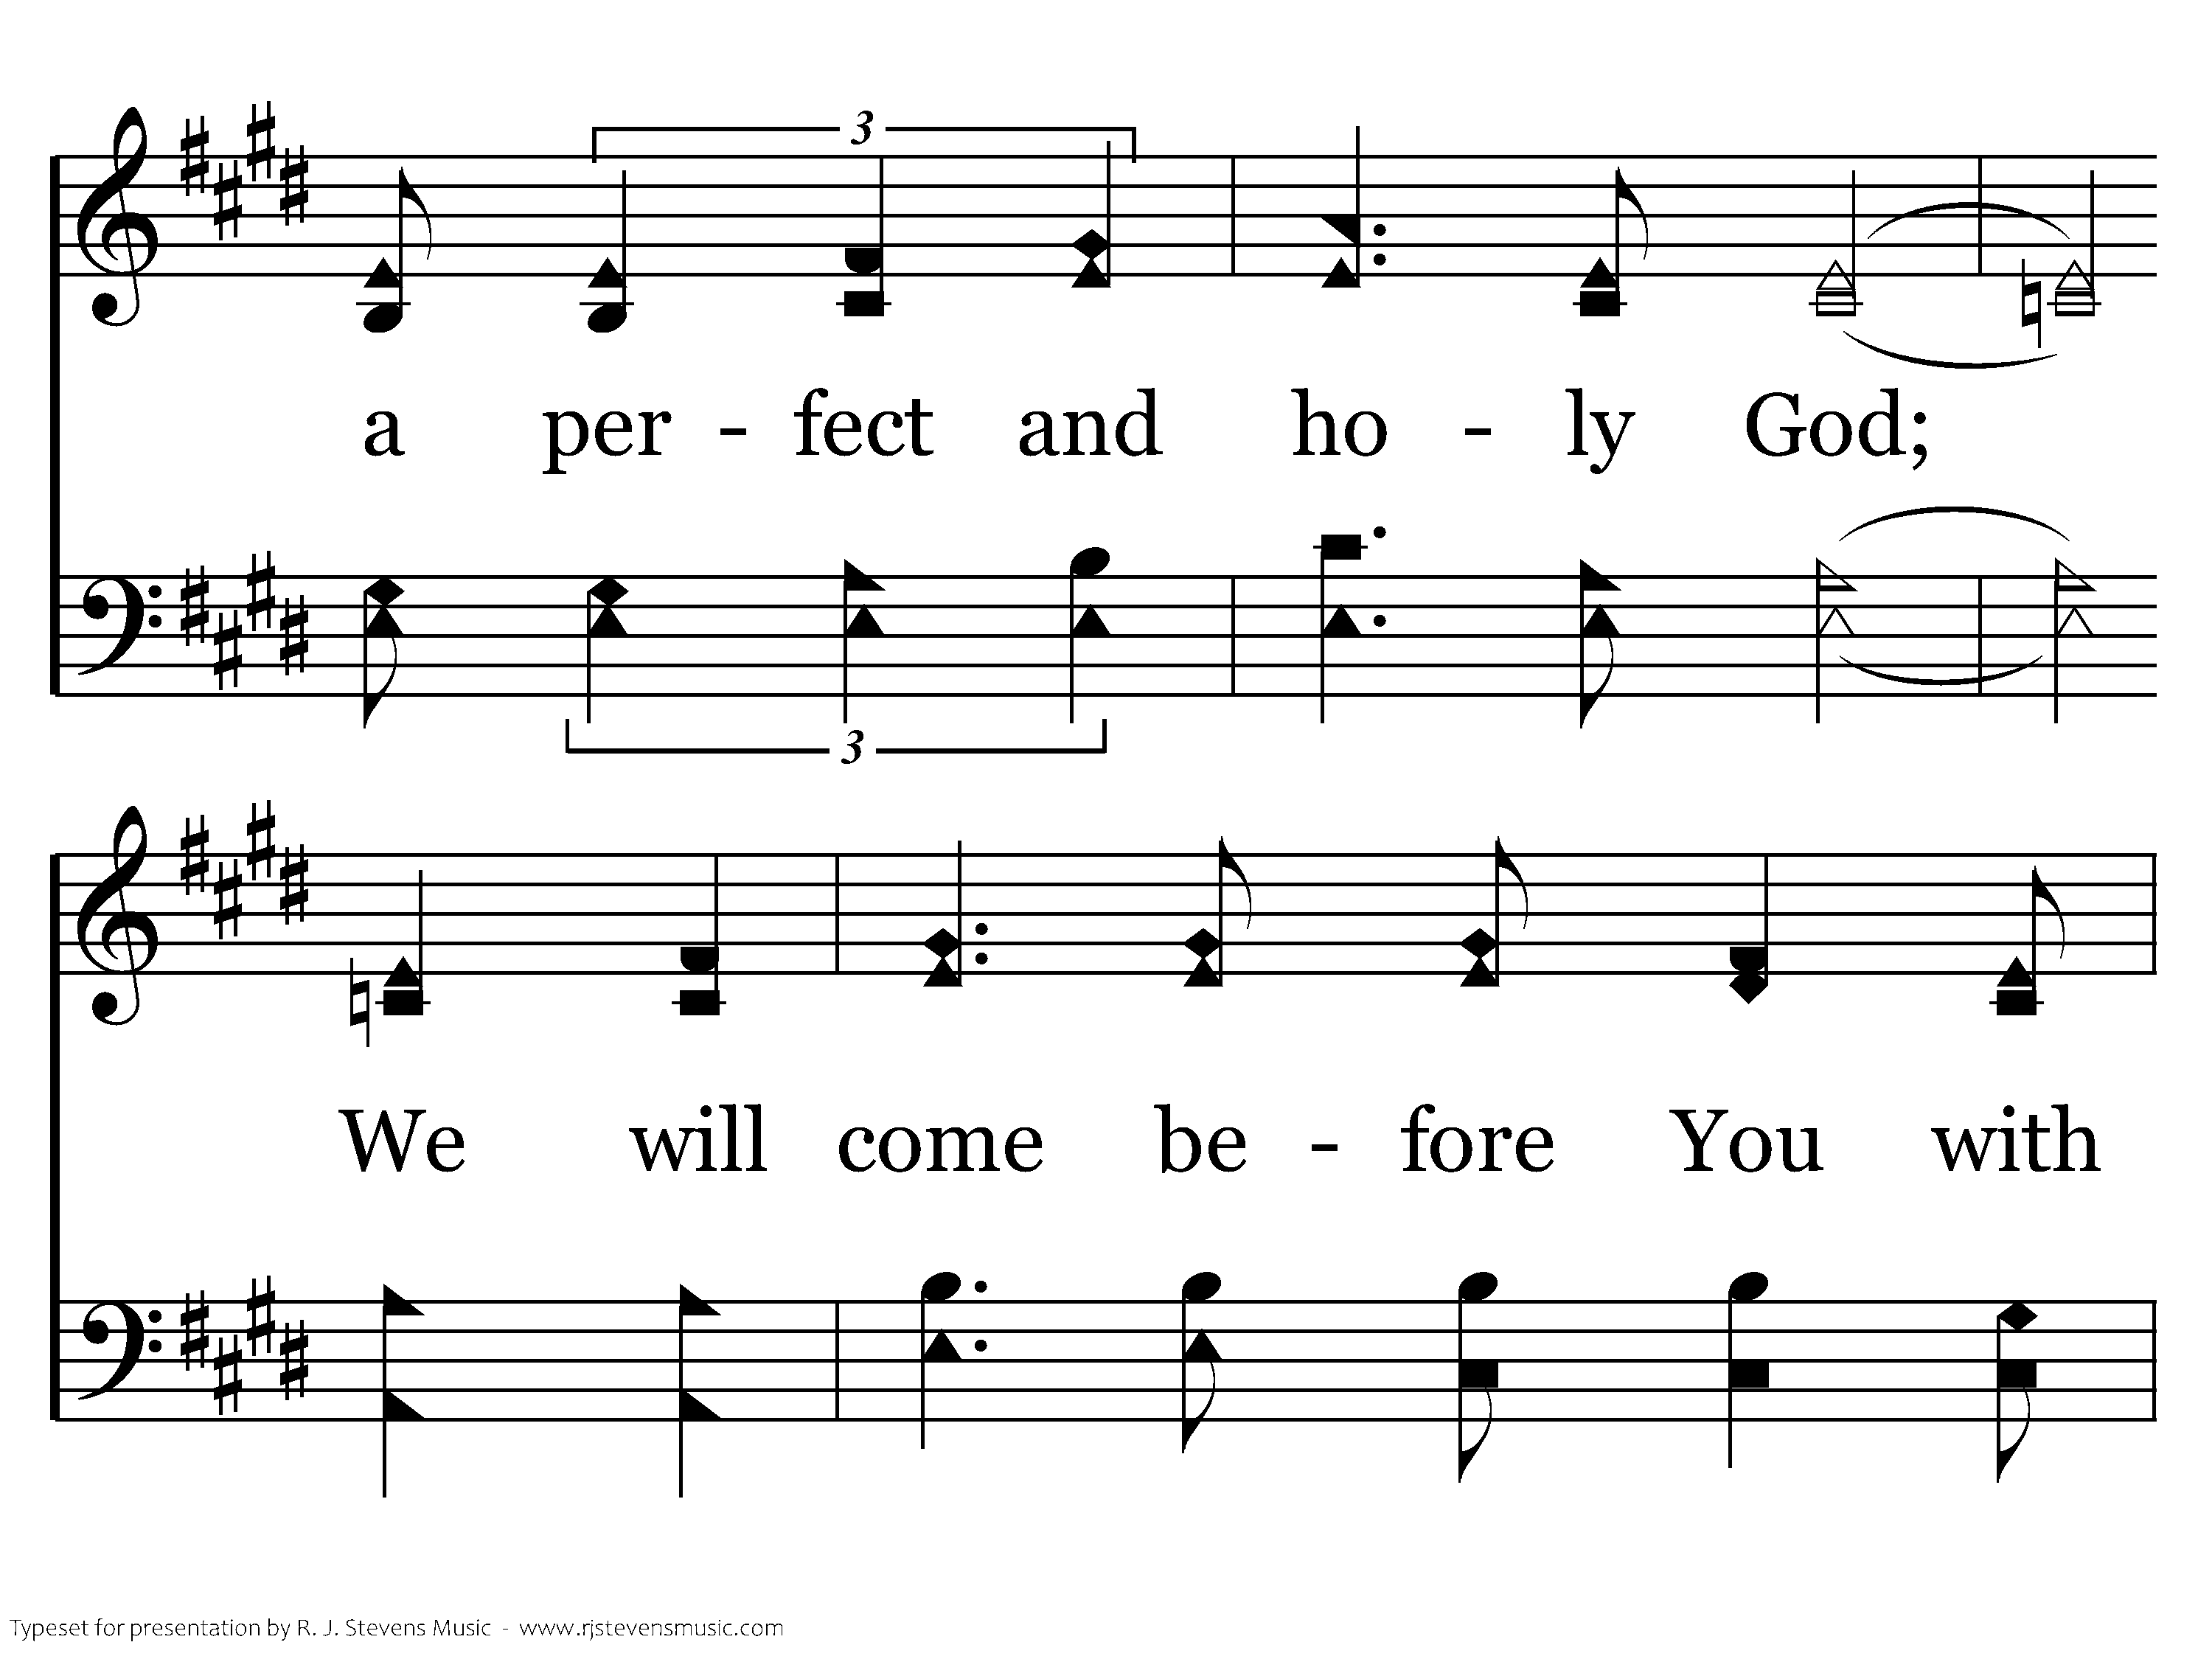 3
a per - fect and ho - ly God;
3
We will come be - fore You with
Typeset for presentation by R. J. Stevens Music - www.rjstevensmusic.com